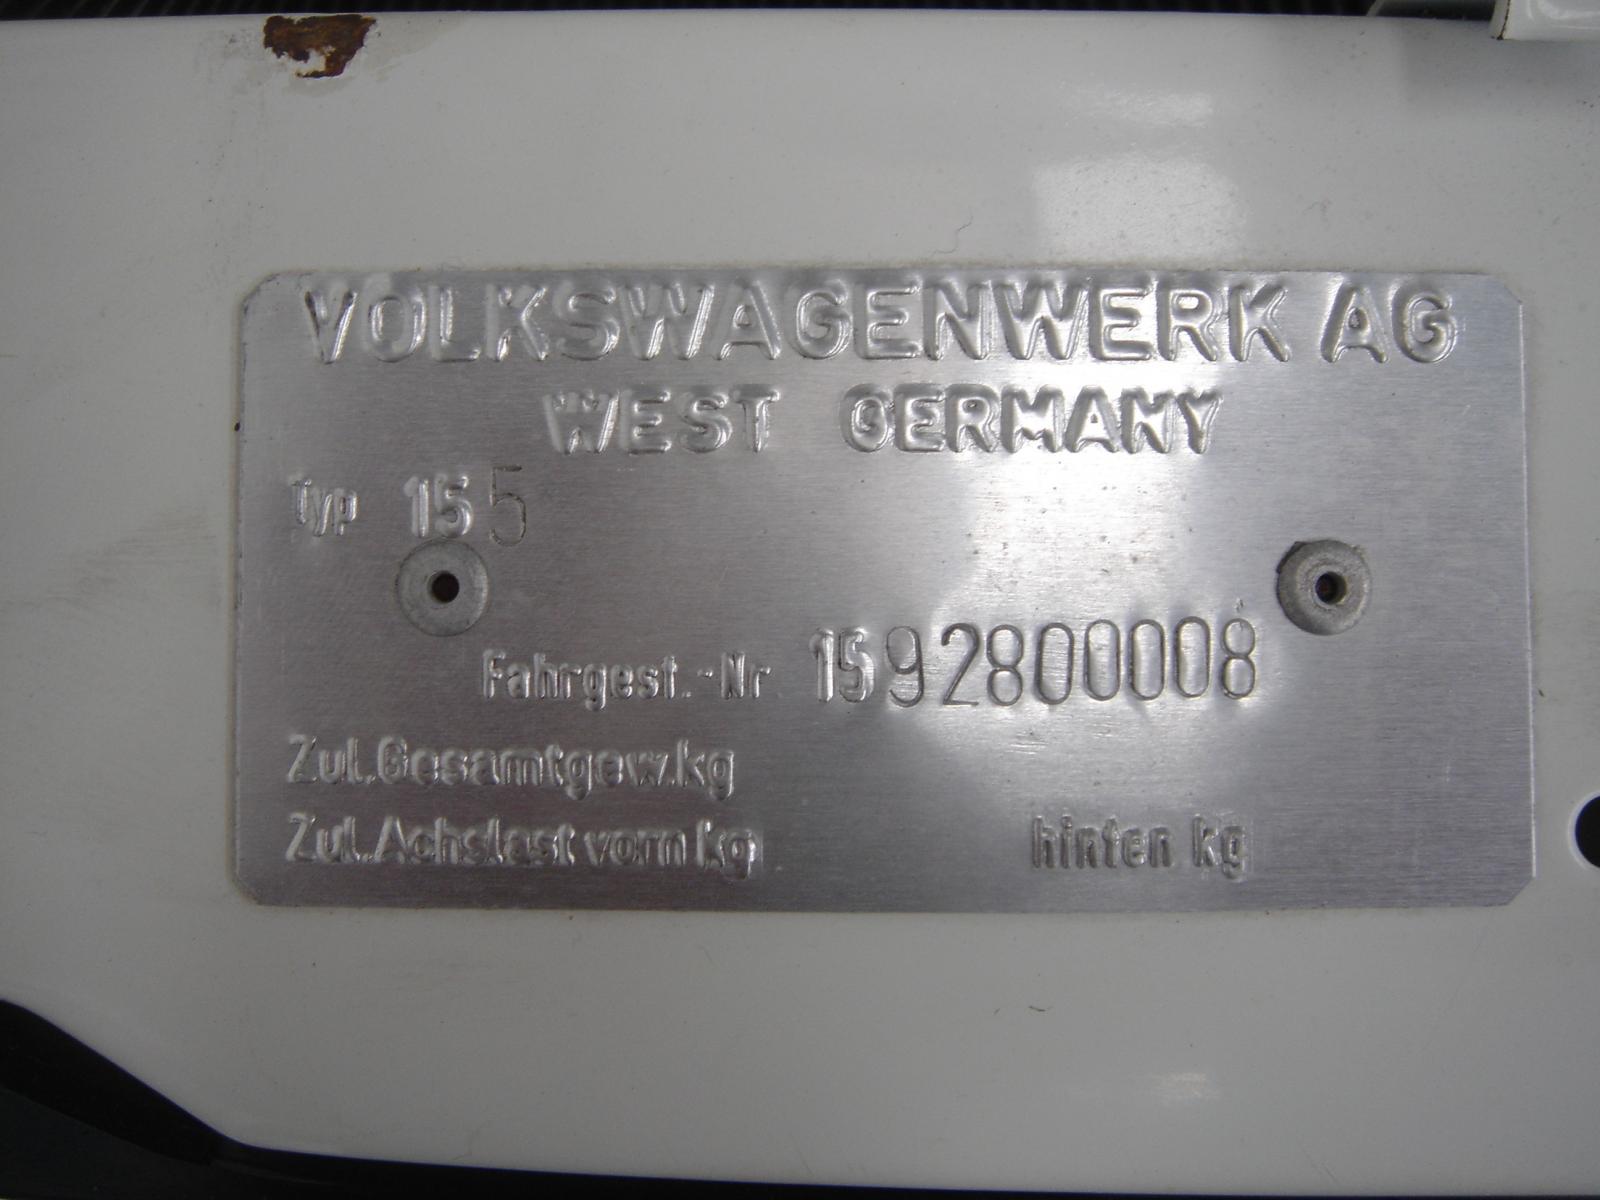 VOLKSWAGENWERK AG
WEST GERMANY
Typ 155
Fahrgest.-Nr 1592800008
Zul.Gesamtgew.kg
Zul.Achslast vorn kg hinten kg